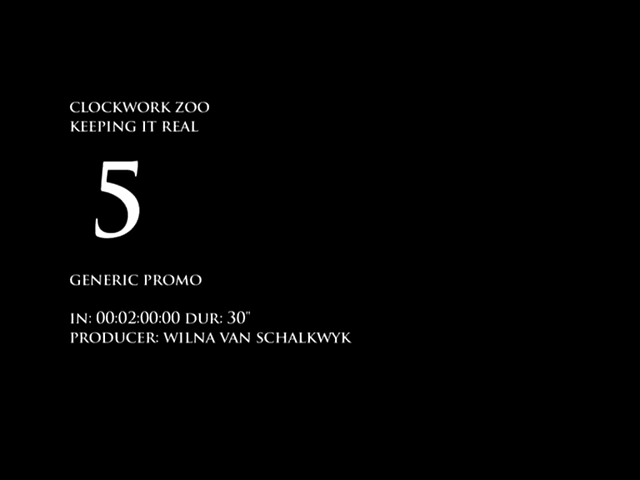 CLOCKWORK ZOO
KEEPING IT REAL
5
GENERIC PROMO
IN: 00:02:00:00 DUR: 30"
PRODUCER: WILNA VAN SCHALKWYK